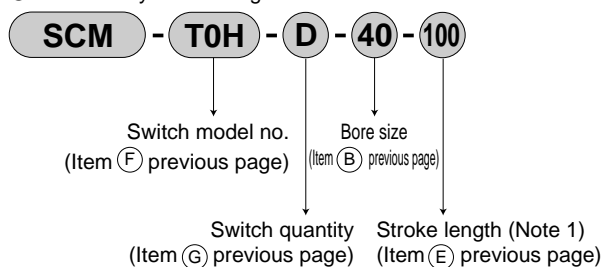 SCM - T0H - D - 40 - 100
Switch model no.
(Item F previous page)
Bore size
(Item B previous page)
Switch quantity
(Item G previous page)
Stroke length (Note 1)
(Item E previous page)